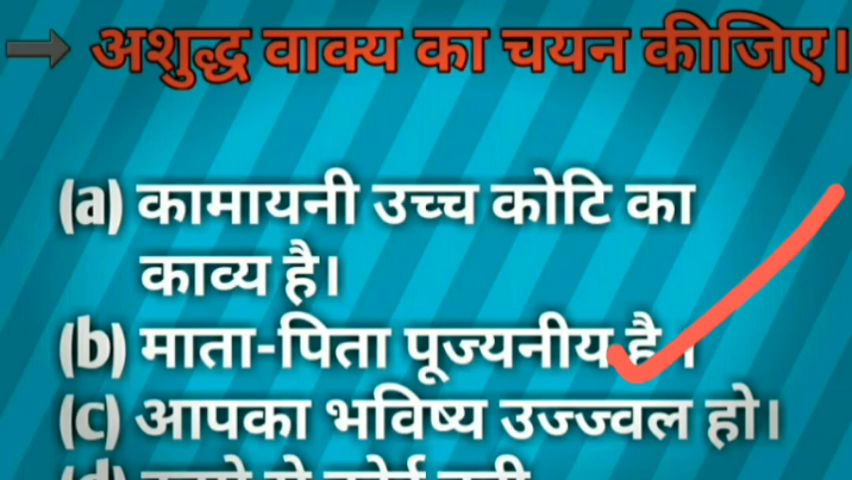 अशुद्ध वाक्य का चयन कीजिए।
(a) कामायनी उच्च कोटि का
काव्य है।
(b) माता-पिता पूज्यनीय है।
(c) आपका भविष्य उज्ज्वल हो।